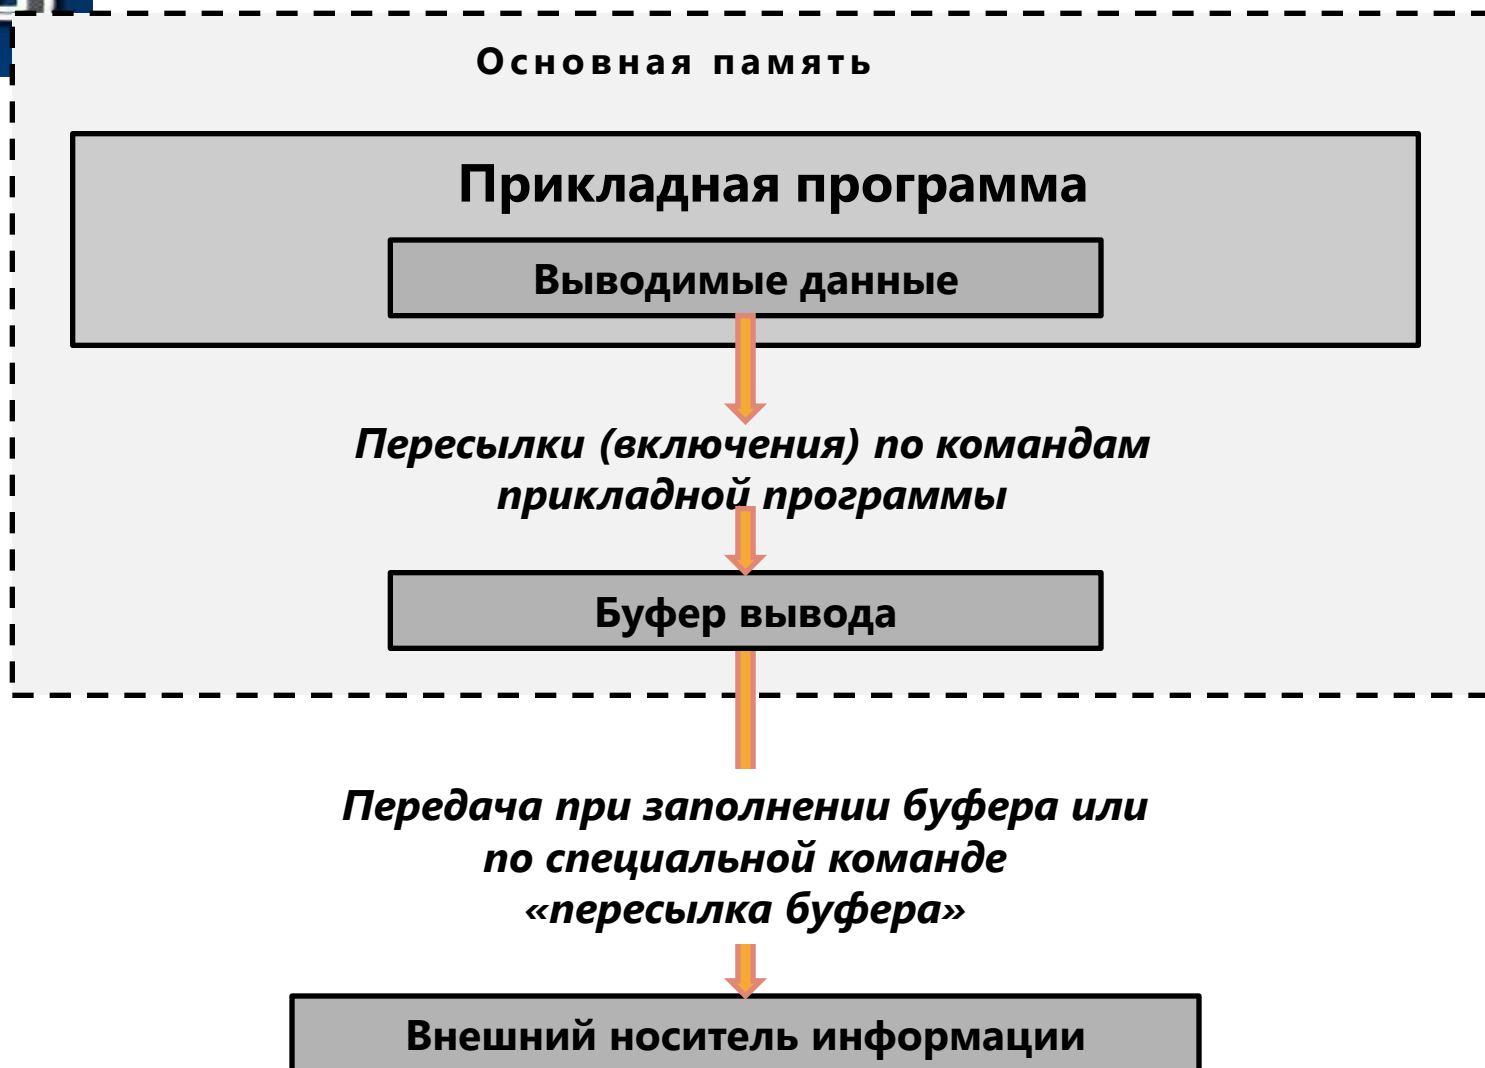 Основная память
Прикладная программа
Выводимые данные
Пересылки (включения) по командам
прикладной программы
Буфер вывода
Передача при заполнении буфера или
по специальной команде
«пересылка буфера»
Внешний носитель информации